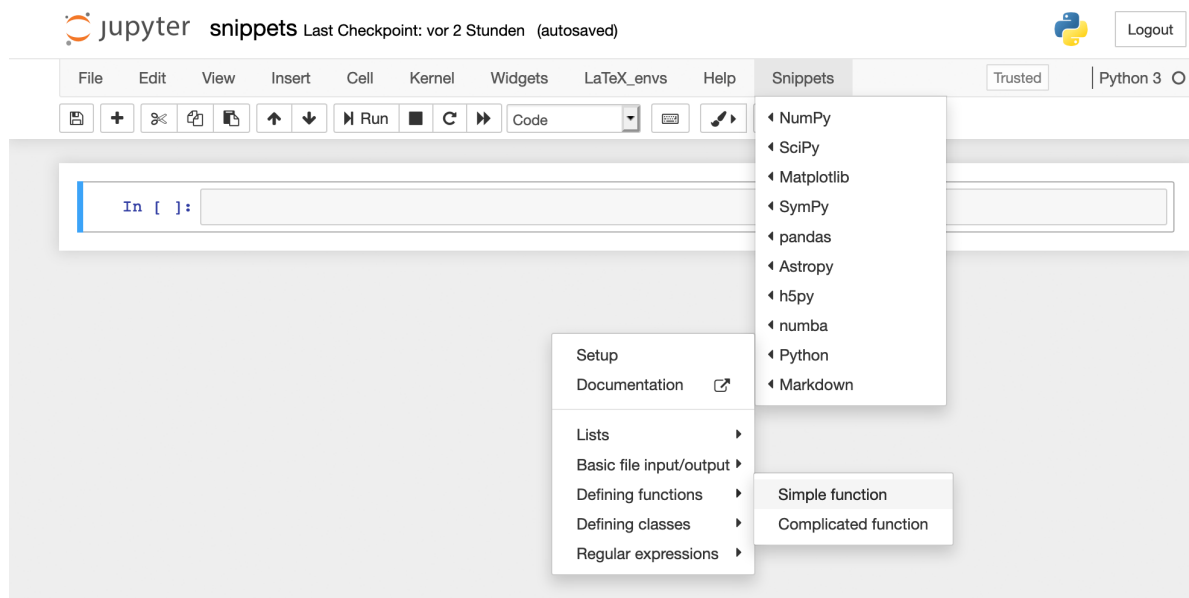 jupyter snippets Last Checkpoint: vor 2 Stunden (autosaved) Logout
File Edit View Insert Cell Kernel Widgets LaTeX_envs Help Snippets Trusted Python 3
Run Code
NumPy
SciPy
Matplotlib
In [ ]:
SymPy
pandas
Astropy
h5py
numba
Python
Markdown
Setup
Documentation
Lists
Basic file input/output
Defining functions
Defining classes
Regular expressions
Simple function
Complicated function